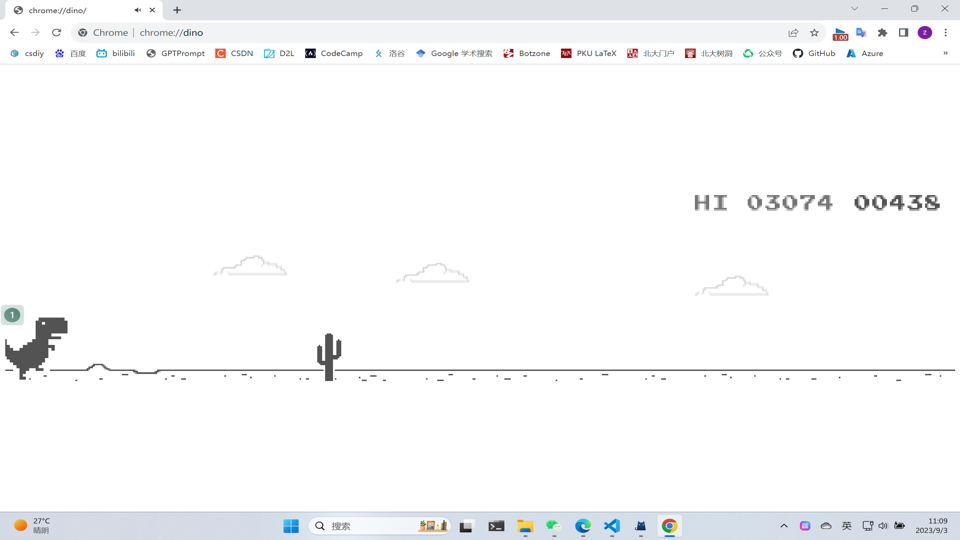 chrome://dino/
Chrome | chrome://dino
1.00
z
csdiy 百度 bilibili GPTPrompt CSDN D2L CodeCamp 洛谷 Google 学术搜索 Botzone PKU LaTeX 北大门户 北大树洞 公众号 GitHub Azure »
HI 03074 00438
1
27°C
晴朗
搜索
英
11:09
2023/9/3